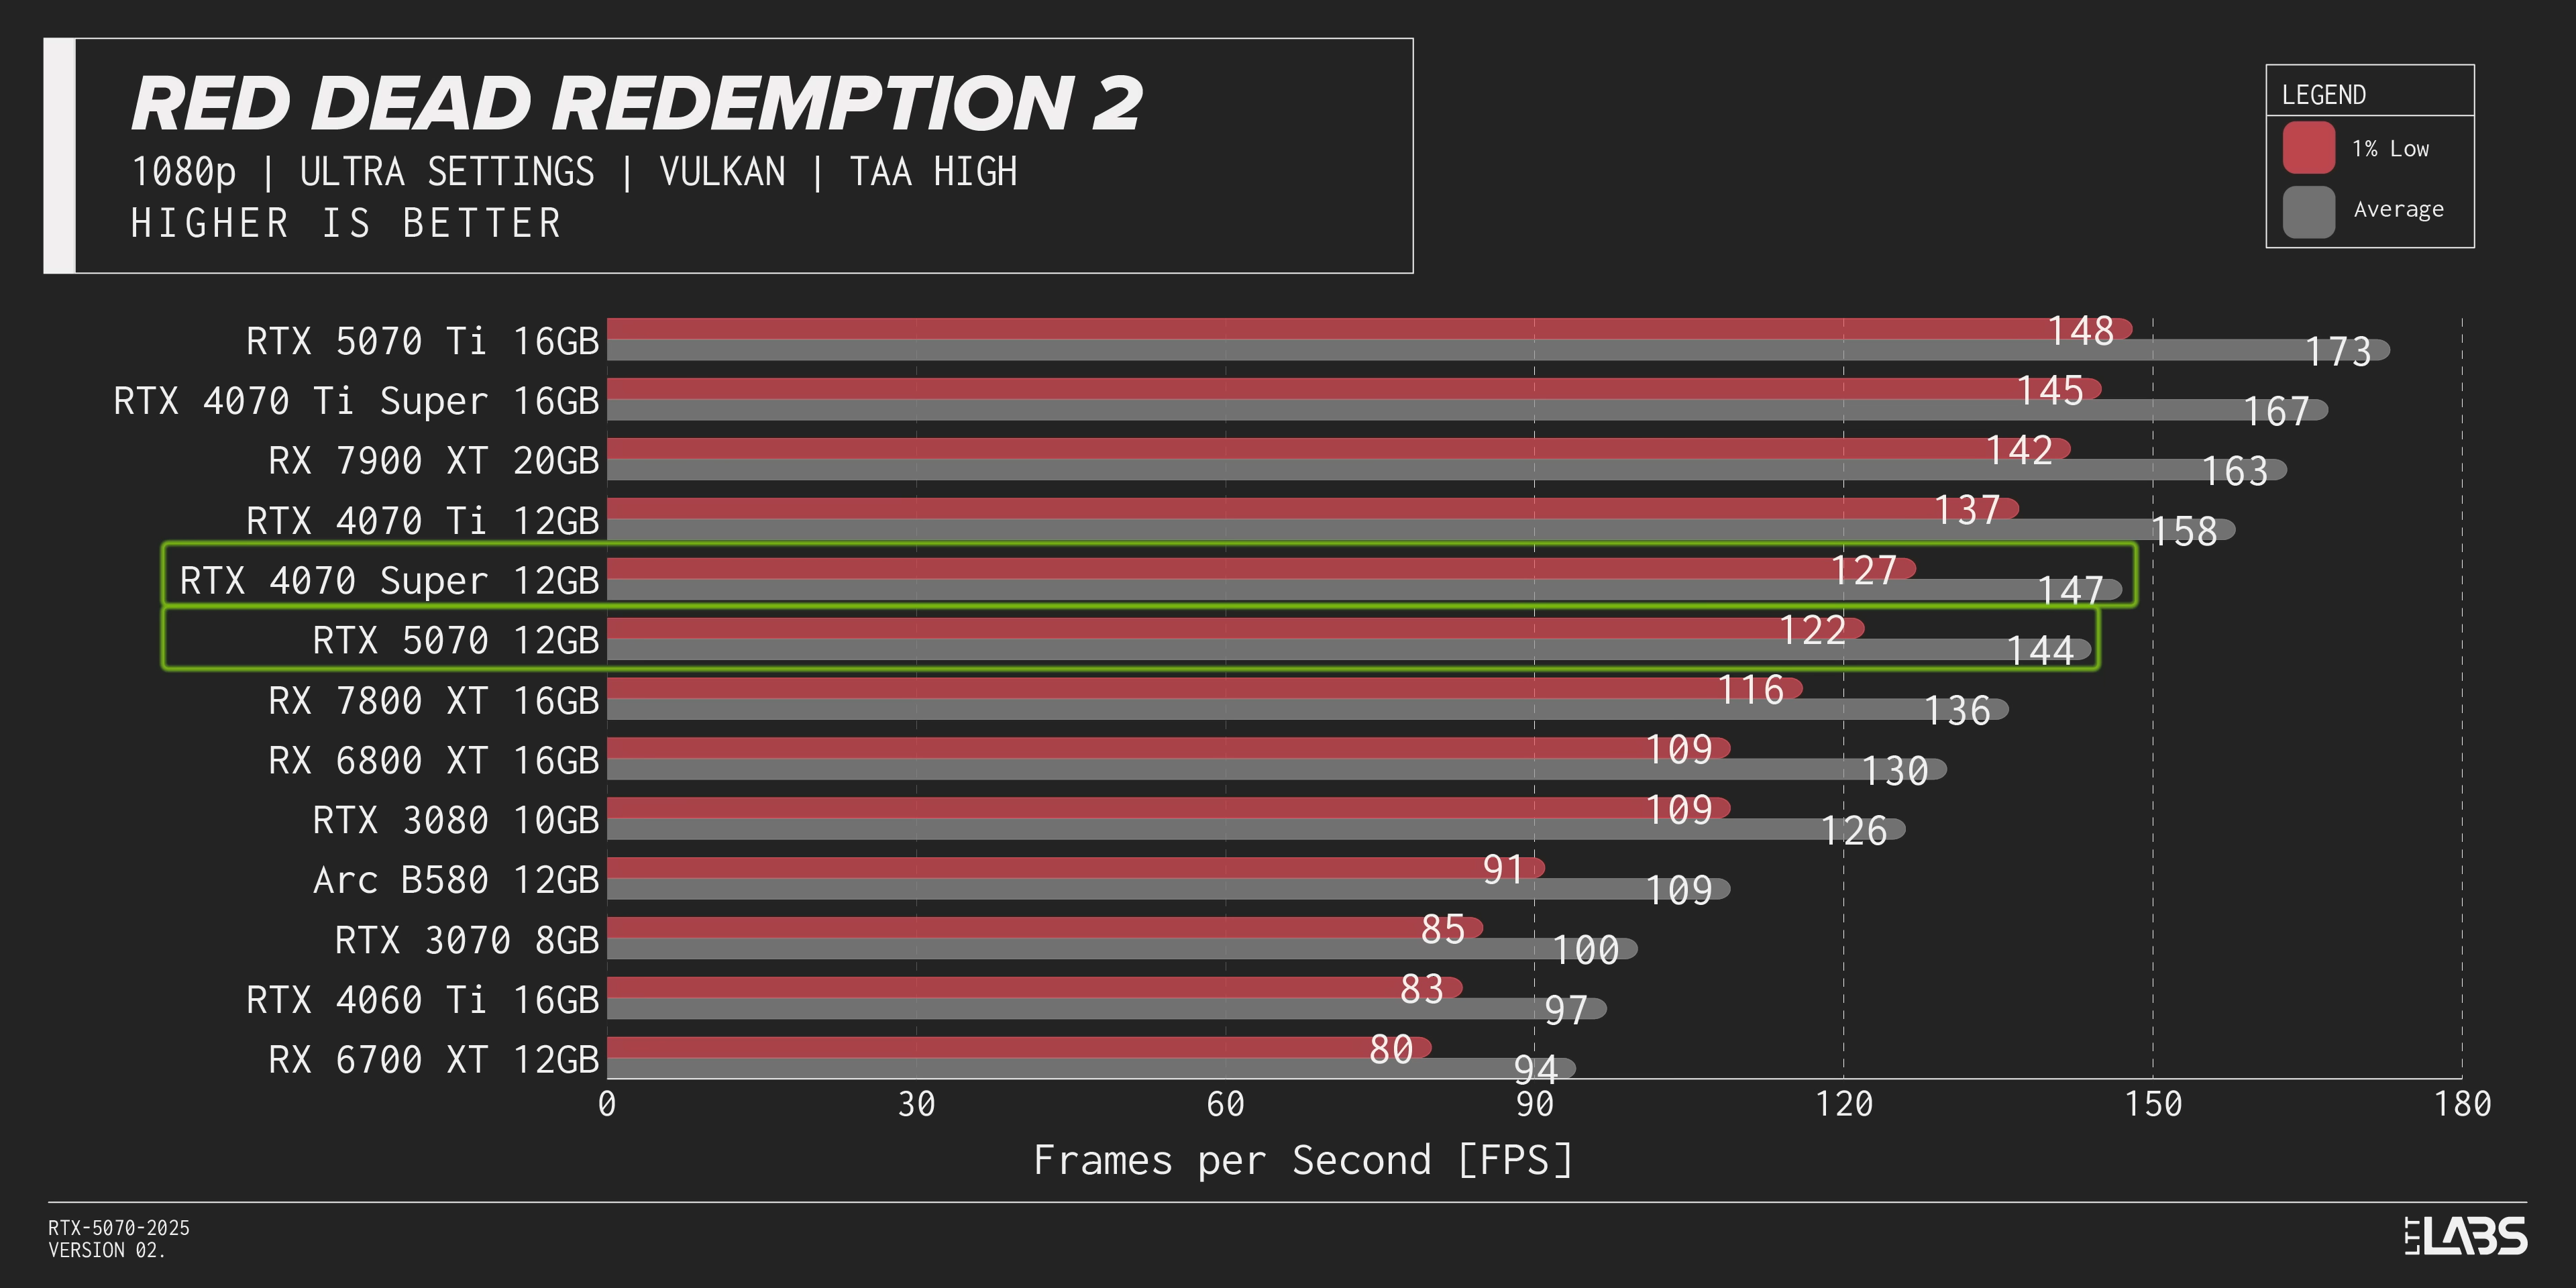 RED DEAD REDEMPTION 2
1080p | ULTRA SETTINGS | VULKAN | TAA HIGH
HIGHER IS BETTER
LEGEND
1% Low
Average
RTX 5070 Ti 16GB 148 173
RTX 4070 Ti Super 16GB 145 167
RX 7900 XT 20GB 142 163
RTX 4070 Ti 12GB 137 158
RTX 4070 Super 12GB 127 147
RTX 5070 12GB 122 144
RX 7800 XT 16GB 116 136
RX 6800 XT 16GB 109 130
RTX 3080 10GB 109 126
Arc B580 12GB 91 109
RTX 3070 8GB 85 100
RTX 4060 Ti 16GB 83 97
RX 6700 XT 12GB 80 94
0 30 60 90 120 150 180
Frames per Second [FPS]
RTX-5070-2025
VERSION 02.
LTT LABS